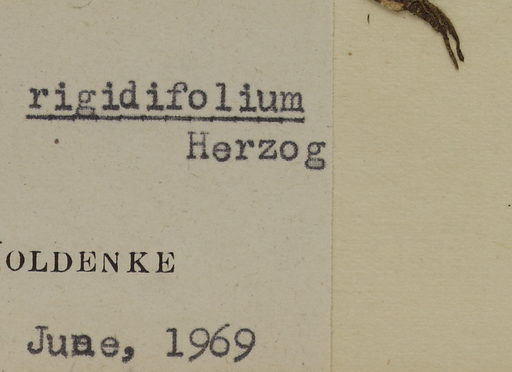 rigidifolium
Herzog
OLDENKE
June, 1969